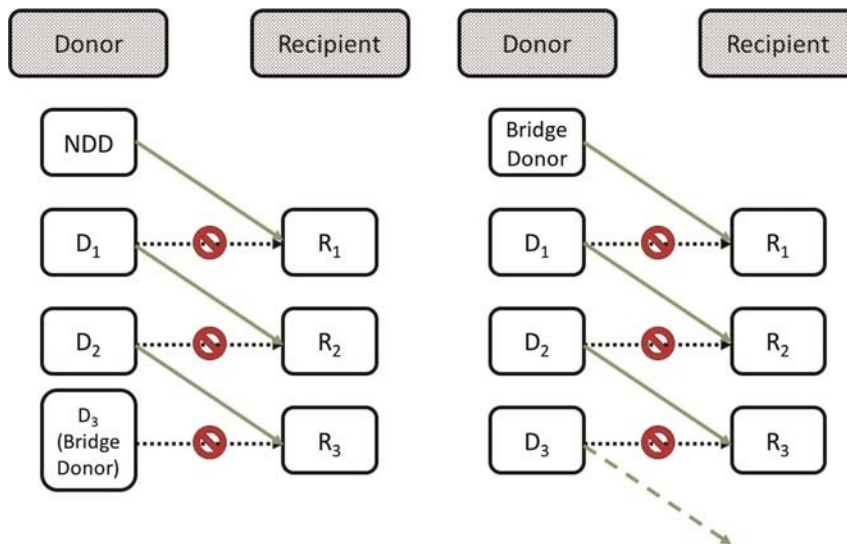 Donor
Recipient
Donor
Recipient
NDD
Bridge
Donor
D₁
R₁
D₁
R₁
D₂
R₂
D₂
R₂
D₃
(Bridge
Donor)
R₃
D₃
R₃